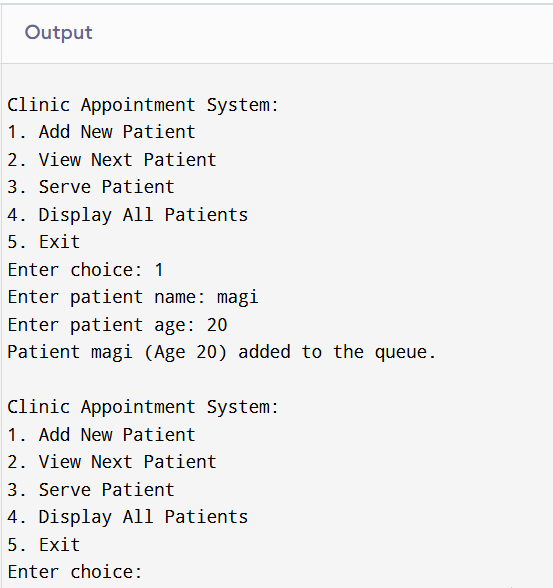 Output
Clinic Appointment System:
1. Add New Patient
2. View Next Patient
3. Serve Patient
4. Display All Patients
5. Exit
Enter choice: 1
Enter patient name: magi
Enter patient age: 20
Patient magi (Age 20) added to the queue.
Clinic Appointment System:
1. Add New Patient
2. View Next Patient
3. Serve Patient
4. Display All Patients
5. Exit
Enter choice: